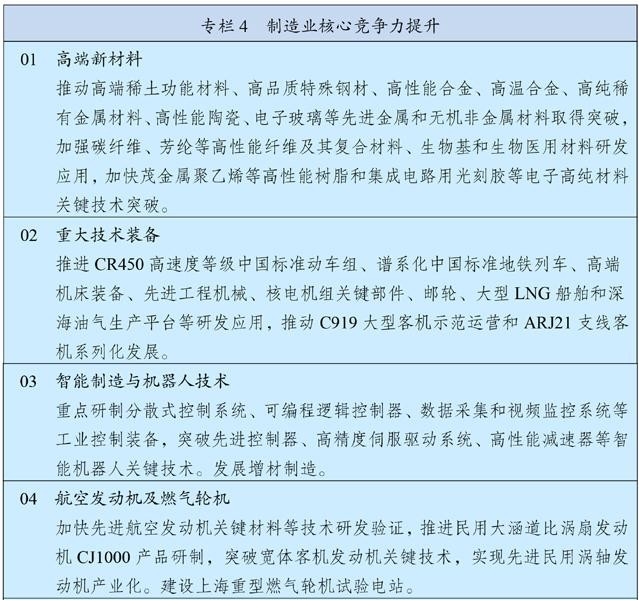 专栏4 制造业核心竞争力提升
01 高端新材料
推动高端稀土功能材料、高品质特殊钢材、高性能合金、高温合金、高纯稀
有金属材料、高性能陶瓷、电子玻璃等先进金属和无机非金属材料取得突破，
加强碳纤维、芳纶等高性能纤维及其复合材料、生物基和生物医用材料研发
应用，加快茂金属聚乙烯等高性能树脂和集成电路用光刻胶等电子高纯材料
关键技术突破。
02 重大技术装备
推进CR450高速度等级中国标准动车组、谱系化中国标准地铁列车、高端
机床装备、先进工程机械、核电机组关键部件、邮轮、大型LNG船舶和深
海油气生产平台等研发应用，推动C919大型客机示范运营和ARJ21支线客
机系列化发展。
03 智能制造与机器人技术
重点研制分散式控制系统、可编程逻辑控制器、数据采集和视频监控系统等
工业控制装备，突破先进控制器、高精度伺服驱动系统、高性能减速器等智
能机器人关键技术。发展增材制造。
04 航空发动机及燃气轮机
加快先进航空发动机关键材料等技术研发验证，推进民用大涵道比涡扇发动
机CJ1000产品研制，突破宽体客机发动机关键技术，实现先进民用涡轴发
动机产业化。建设上海重型燃气轮机试验电站。